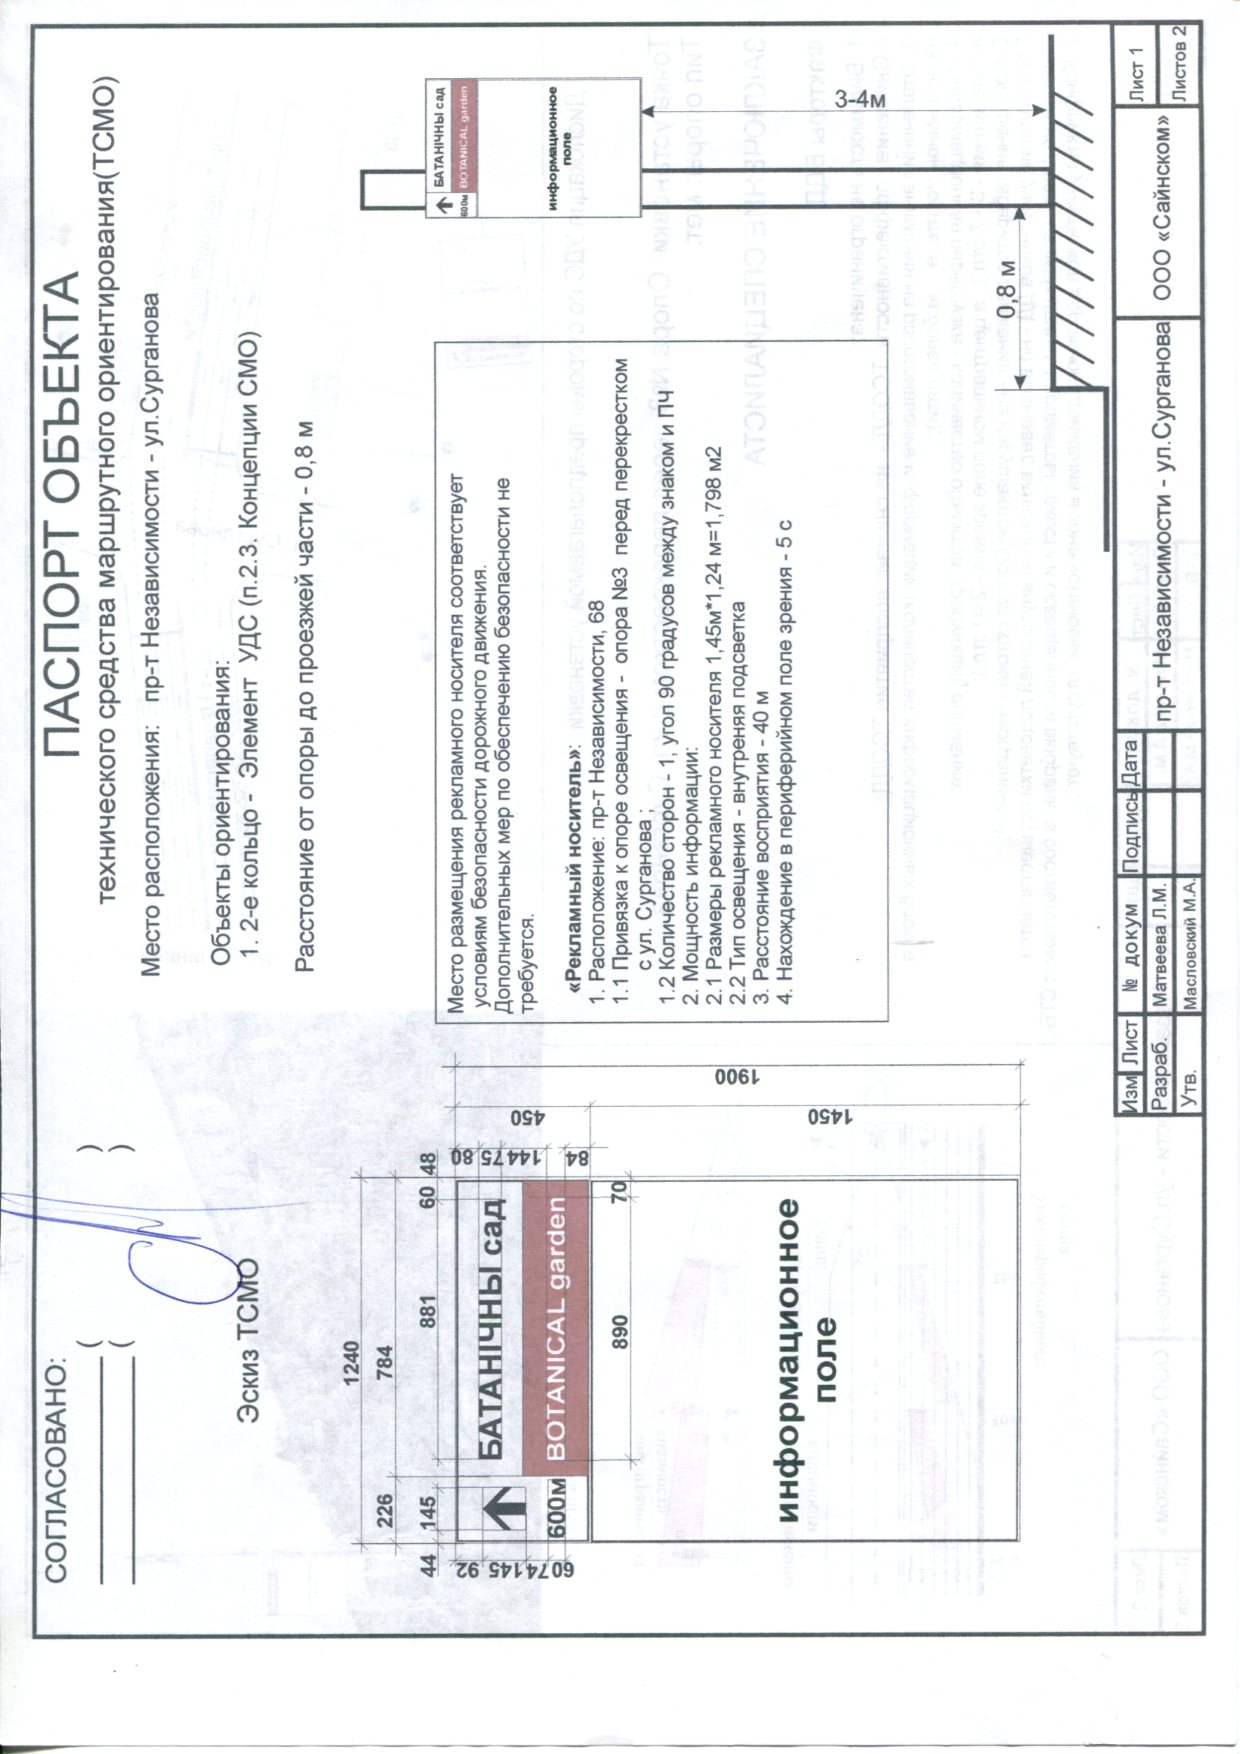 СОГЛАСОВАНО:
(                    )
(                    )
ПАСПОРТ ОБЪЕКТА
технического средства маршрутного ориентирования(ТСМО)
Место расположения: пр-т Независимости - ул.Сурганова
Объекты ориентирования:
1. 2-е кольцо - Элемент УДС (п.2.3. Концепции СМО)
Расстояние от опоры до проезжей части - 0,8 м
Эскиз ТСМО
1240
226
784
44
145
881
60
48
92
145
74
60
БАТАНІЧНЫ сад
BOTANICAL garden
600м
80
75
144
84
450
1450
1900
890
70
информационное
поле
Место размещения рекламного носителя соответствует
условиям безопасности дорожного движения.
Дополнительных мер по обеспечению безопасности не
требуется.
«Рекламный носитель»:
1. Расположение: пр-т Независимости, 68
1.1 Привязка к опоре освещения - опора №3 перед перекрестком
с ул. Сурганова ;
1.2 Количество сторон - 1, угол 90 градусов между знаком и ПЧ
2. Мощность информации:
2.1 Размеры рекламного носителя 1,45м*1,24 м=1,798 м2
2.2 Тип освещения - внутреняя подсветка
3. Расстояние восприятия - 40 м
4. Нахождение в периферийном поле зрения - 5 с
БАТАНІЧНЫ сад
BOTANICAL garden
600м
информационное
поле
3-4м
0,8 м
Изм Лист № докум Подпись Дата
Разраб. Матвеева Л.М.
Утв. Масловский М.А.
пр-т Независимости - ул.Сурганова
ООО «Сайнском»
Лист 1
Листов 2